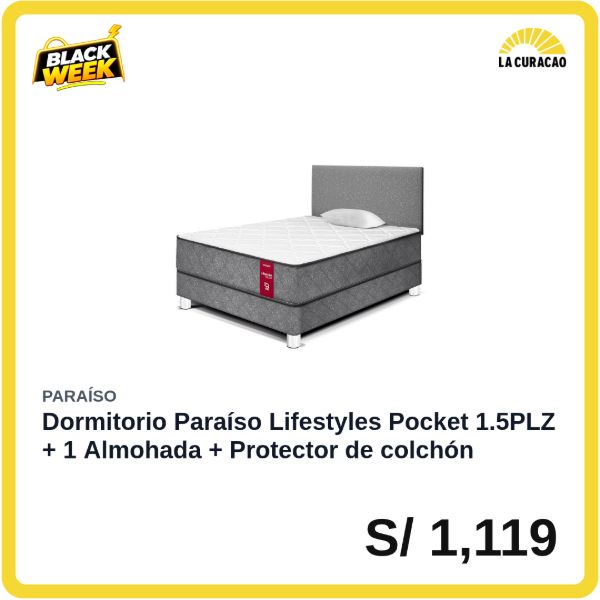 BLACK
WEEK
LA CURACAO
PARAÍSO
Dormitorio Paraíso Lifestyles Pocket 1.5PLZ
+ 1 Almohada + Protector de colchón
S/ 1,119